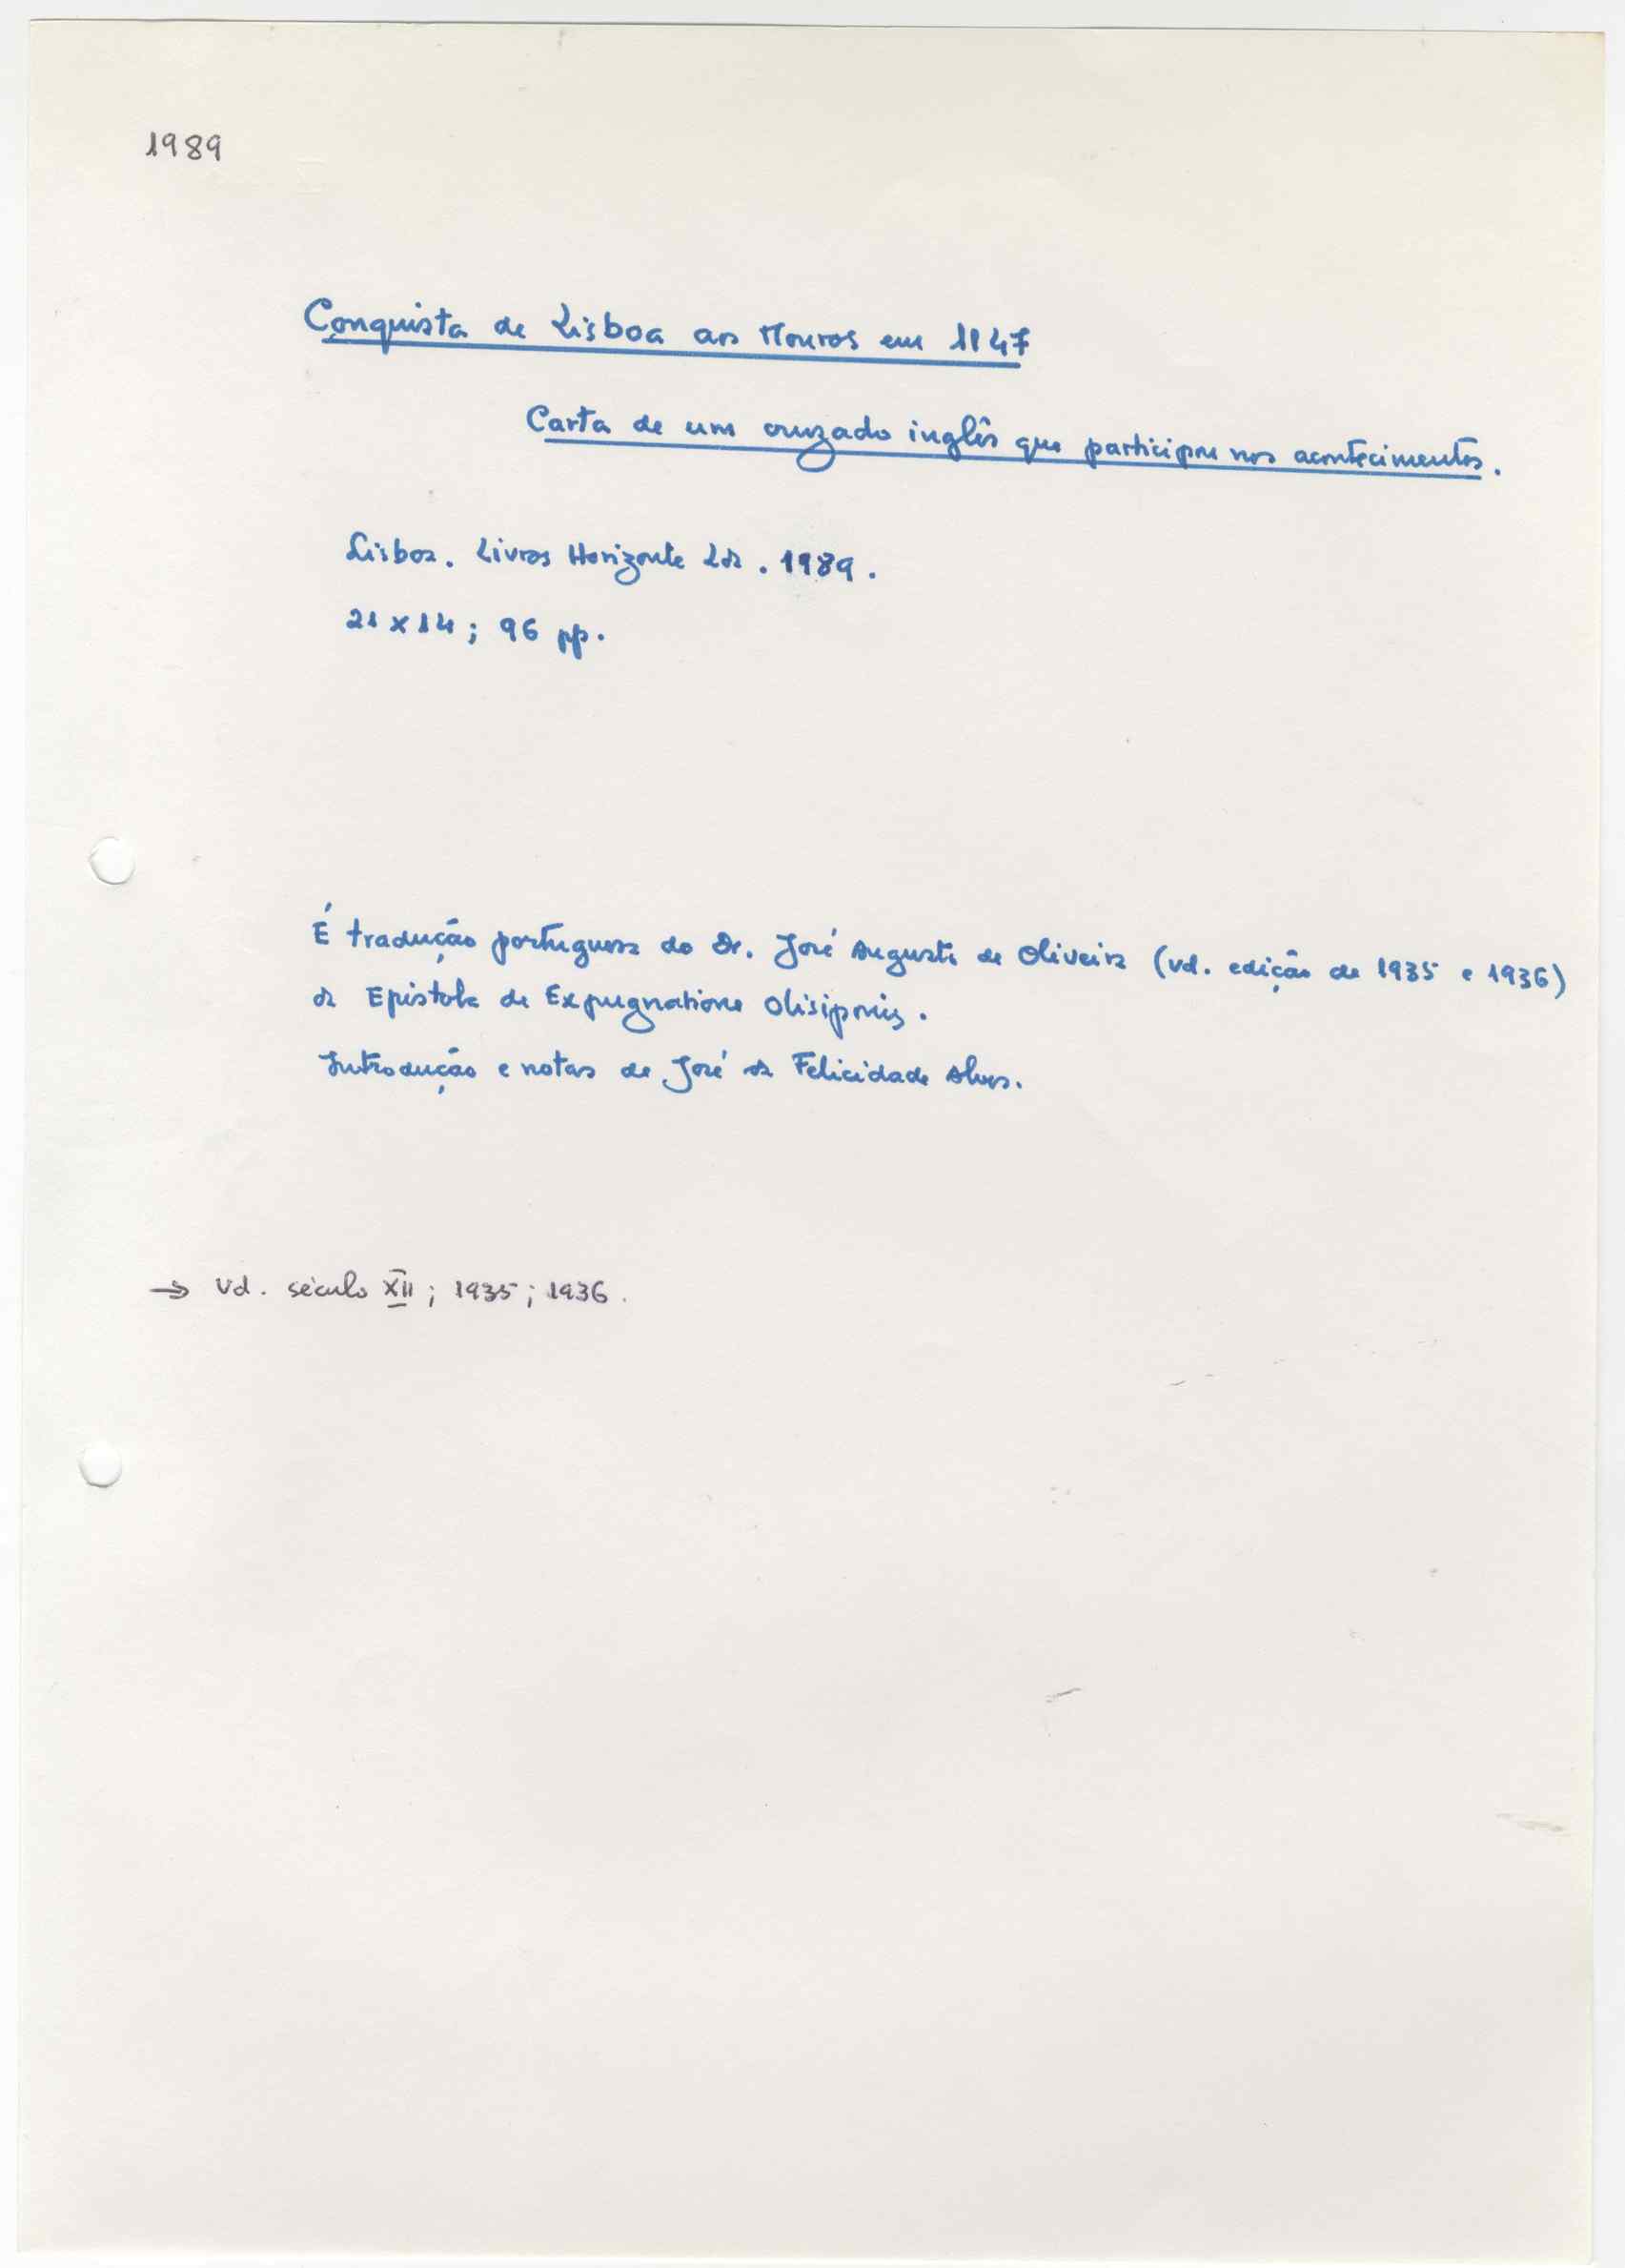 1989
Conquista de Lisboa aos Mouros em 1147
Carta de um cruzado inglês que participou nos acontecimentos.
Lisboa. Livros Horizonte Lda. 1989.
21 x 14; 96 pp.
É tradução portuguesa do Dr. José Augusto de Oliveira (vd. edição de 1935 e 1936)
da Epistola de Expugnatione Olisiponis.
Introdução e notas de José da Felicidade Alves.
→ Vd. século XII; 1935; 1936.